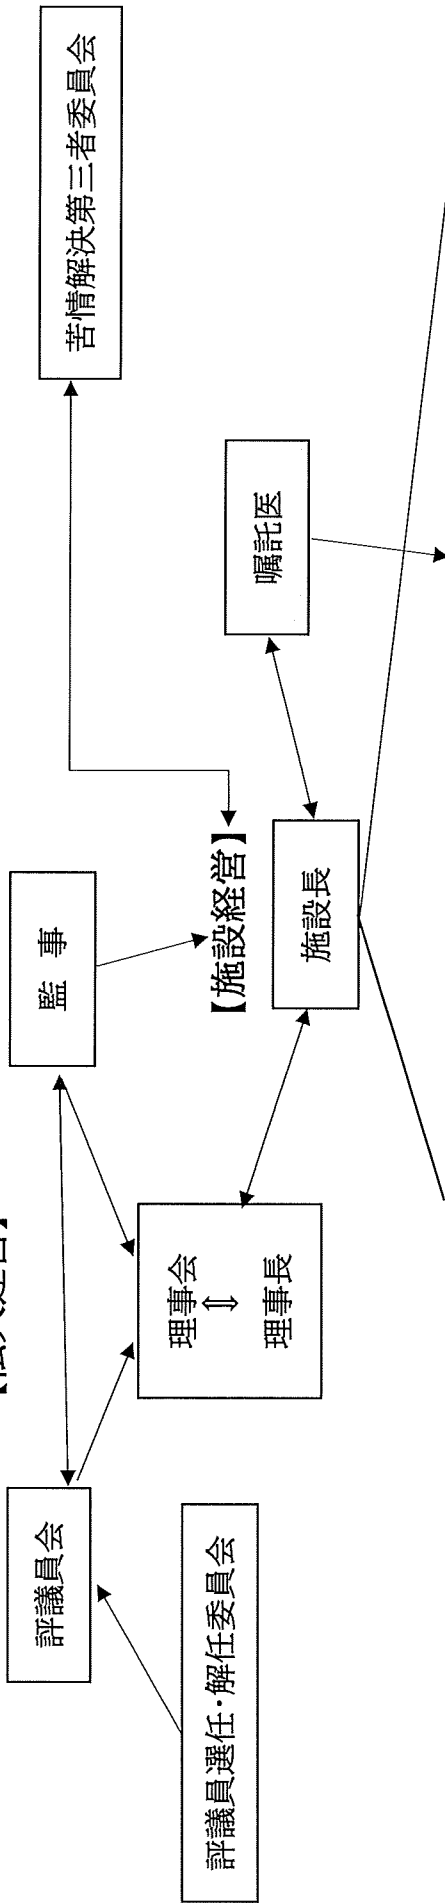 評議員会
監　事
苦情解決第三者委員会
評議員選任・解任委員会
理事会
⇕
理事長
【施設経営】
嘱託医
施設長